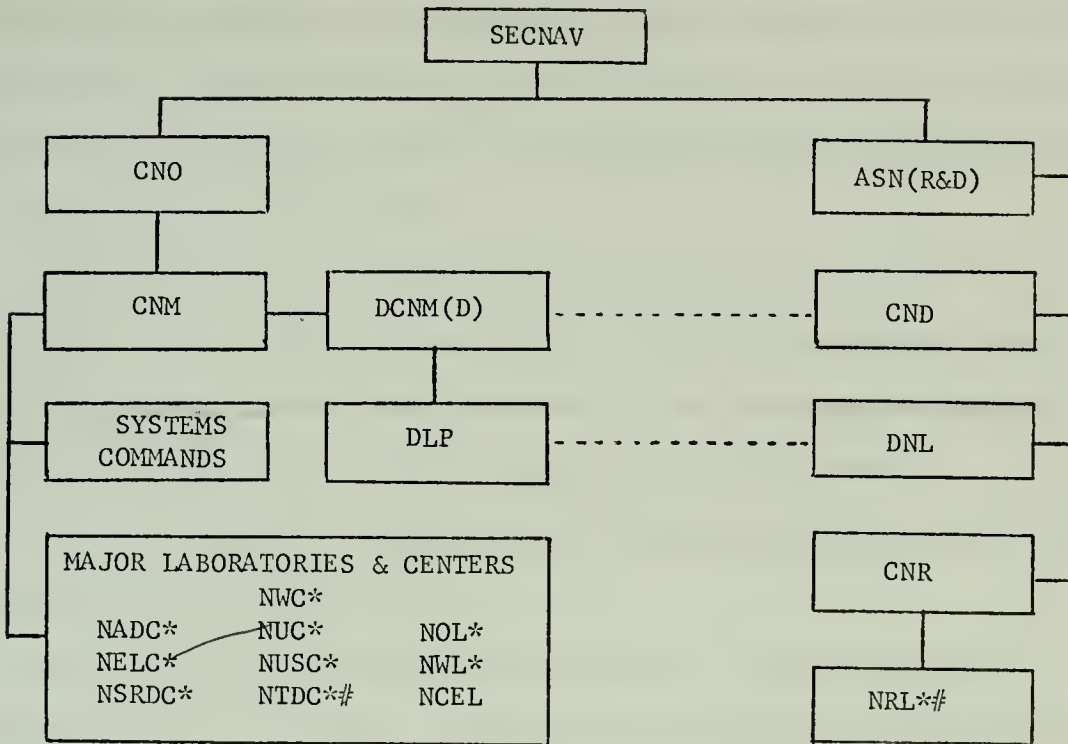 SECNAV
CNO
ASN(R&D)
CNM
DCNM(D)
CND
SYSTEMS
COMMANDS
DLP
DNL
MAJOR LABORATORIES & CENTERS
NWC*
NADC* NUC* NOL*
NELC* NUSC* NWL*
NSRDC* NTDC*# NCEL
CNR
NRL*#